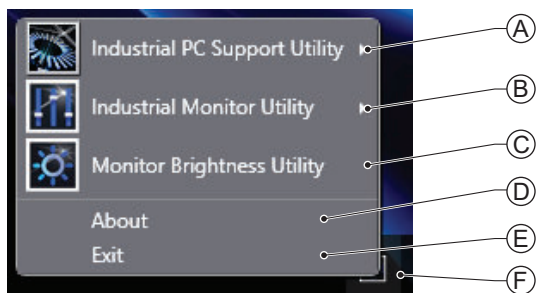 Industrial PC Support Utility
A
Industrial Monitor Utility
B
Monitor Brightness Utility
C
About
D
Exit
E
F